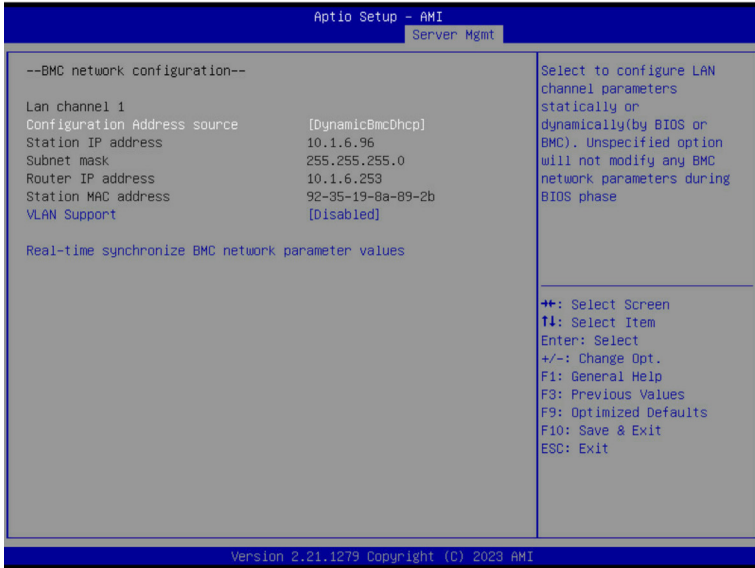 Aptio Setup – AMI
Server Mgmt
--BMC network configuration--
Lan channel 1
Configuration Address source [DynamicBmcDhcp]
Station IP address 10.1.6.96
Subnet mask 255.255.255.0
Router IP address 10.1.6.253
Station MAC address 92-35-19-8a-89-2b
VLAN Support [Disabled]
Real-time synchronize BMC network parameter values
Select to configure LAN
channel parameters
statically or
dynamically(by BIOS or
BMC). Unspecified option
will not modify any BMC
network parameters during
BIOS phase
→←: Select Screen
↑↓: Select Item
Enter: Select
+/-: Change Opt.
F1: General Help
F3: Previous Values
F9: Optimized Defaults
F10: Save & Exit
ESC: Exit
Version 2.21.1279 Copyright (C) 2023 AMI